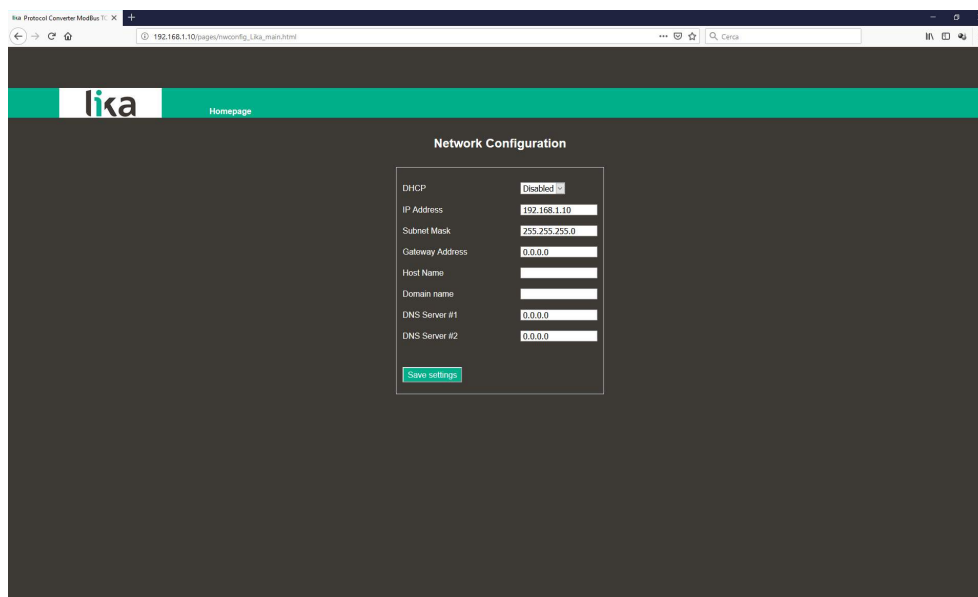 lika Protocol Converter ModBus TC
192.168.1.10/pages/nwconfig_Lika_main.html
Cerca
lika
Homepage
Network Configuration
DHCP Disabled
IP Address 192.168.1.10
Subnet Mask 255.255.255.0
Gateway Address 0.0.0.0
Host Name
Domain name
DNS Server #1 0.0.0.0
DNS Server #2 0.0.0.0
Save settings